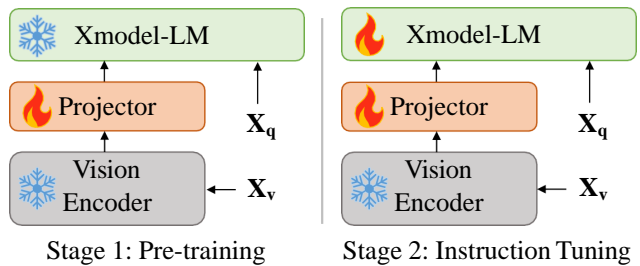 Xmodel-LM
Projector
X_q
Vision
Encoder
X_v
Stage 1: Pre-training
Xmodel-LM
Projector
X_q
Vision
Encoder
X_v
Stage 2: Instruction Tuning